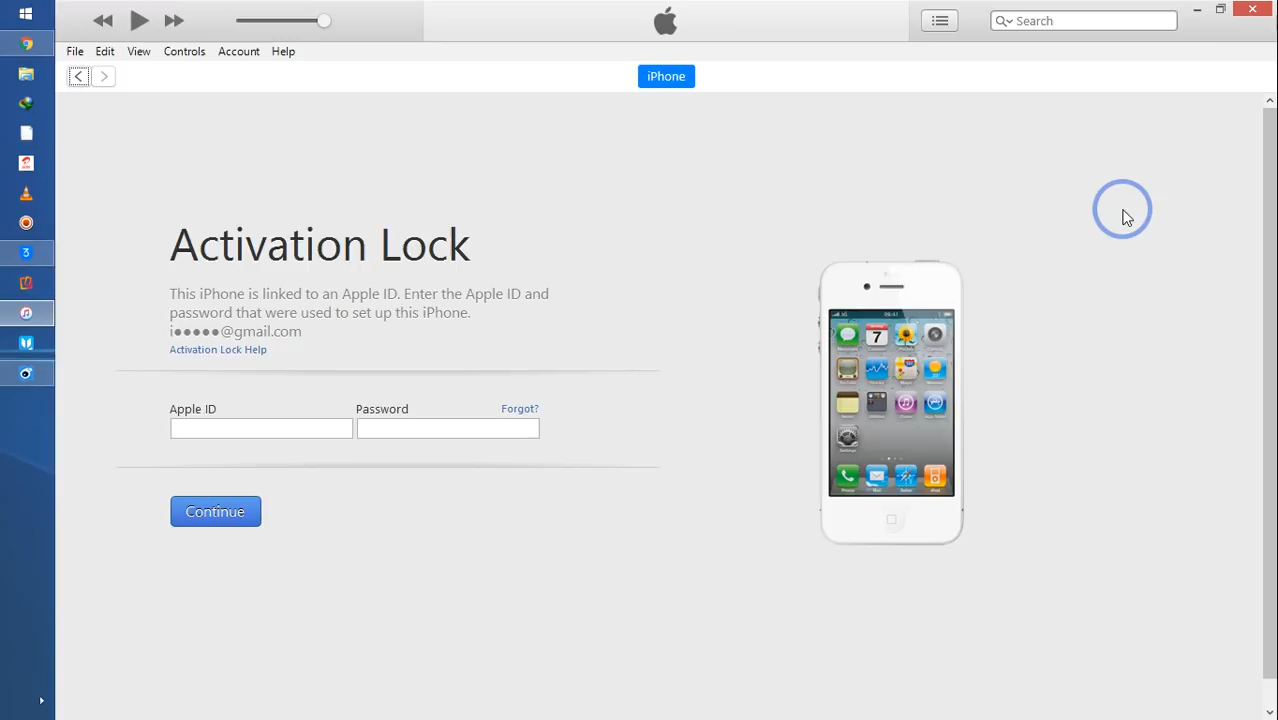 Search
File Edit View Controls Account Help
iPhone
Activation Lock
This iPhone is linked to an Apple ID. Enter the Apple ID and
password that were used to set up this iPhone.
i●●●●●@gmail.com
Activation Lock Help
Apple ID Password Forgot?
Continue